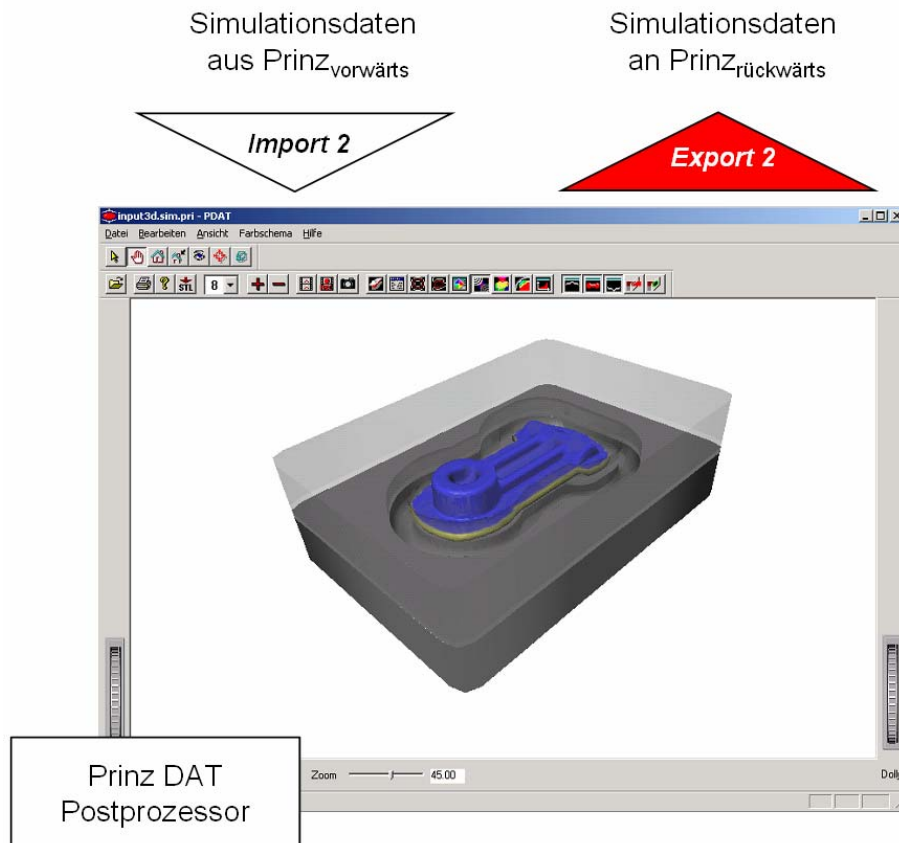 Simulationsdaten
aus Prinzvorwärts
Simulationsdaten
an Prinzrückwärts
Import 2
Export 2
input3d.sim.pri - PDAT
Datei Bearbeiten Ansicht Farbschema Hilfe
STL 8
Zoom 45.00 Dolly
Prinz DAT
Postprozessor